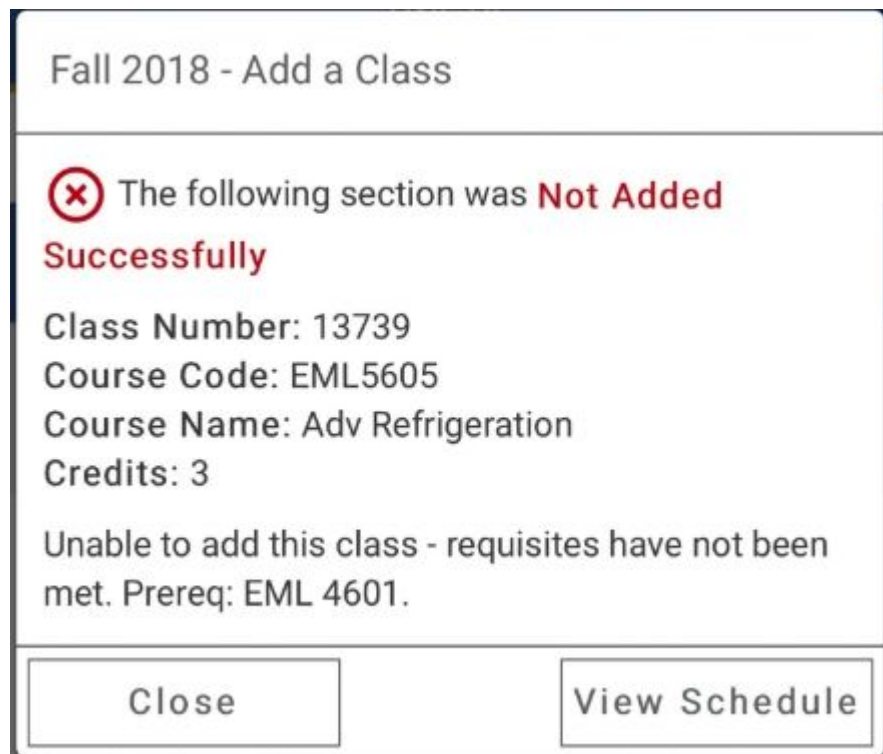 Fall 2018 - Add a Class
The following section was Not Added
Successfully
Class Number: 13739
Course Code: EML5605
Course Name: Adv Refrigeration
Credits: 3
Unable to add this class - requisites have not been
met. Prereq: EML 4601.
Close
View Schedule